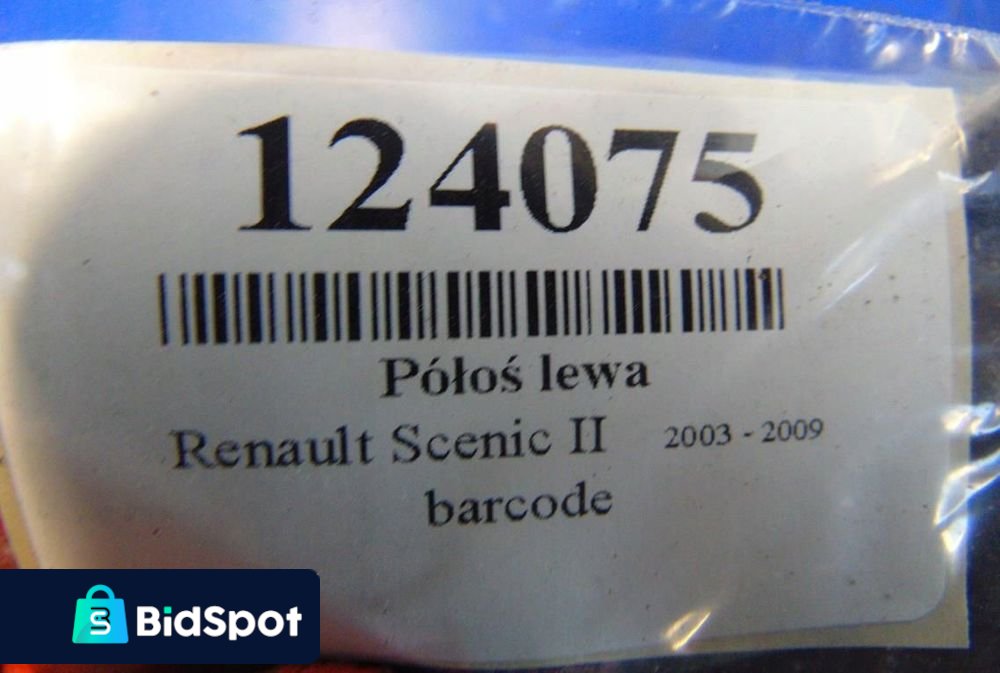 124075
Półoś lewa
Renault Scenic II 2003 - 2009
barcode
BidSpot